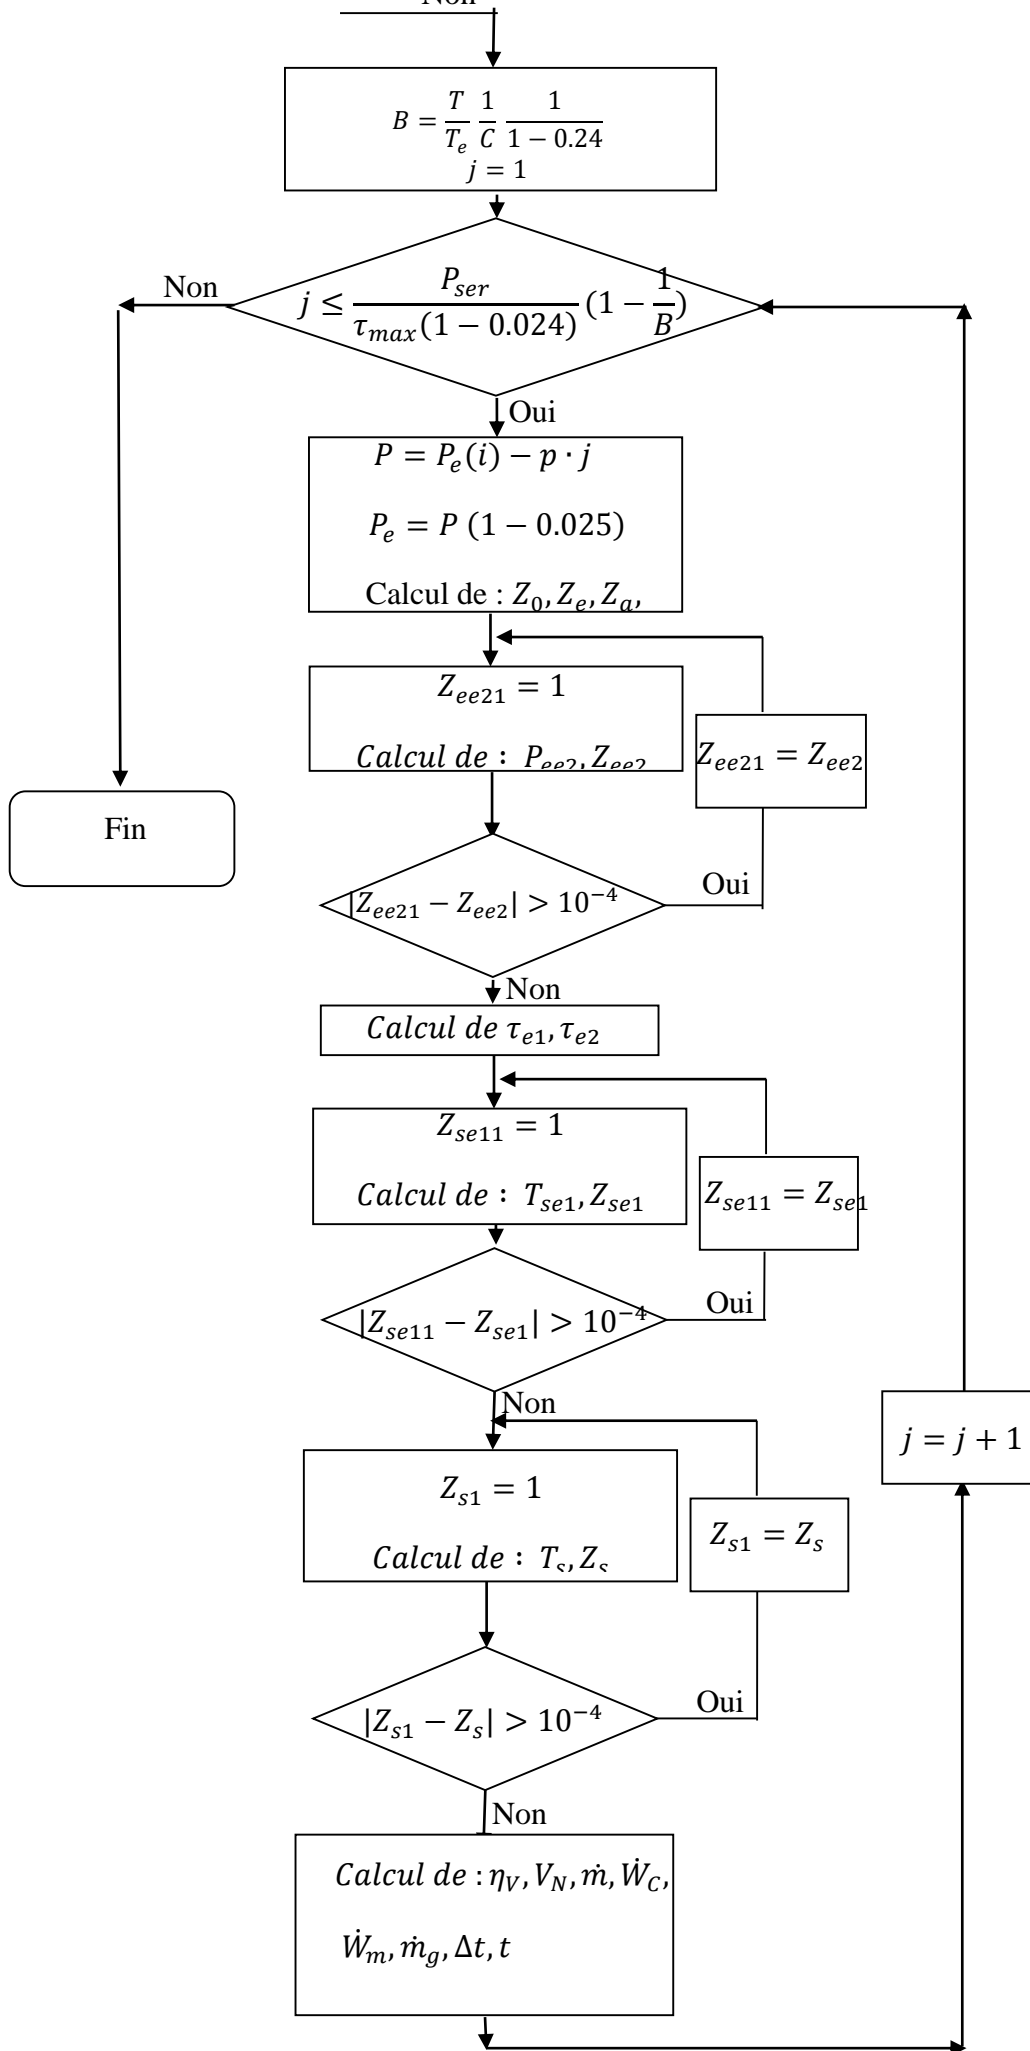 Non
B = T/T_e 1/C 1/(1 − 0.24)
j = 1
Non
j ≤ P_ser/(τ_max(1 − 0.024)) (1 − 1/B)
Oui
P = P_e(i) − p · j
P_e = P (1 − 0.025)
Calcul de : Z_0, Z_e, Z_a,
Z_ee21 = 1
Calcul de : P_ee2, Z_ee2
Z_ee21 = Z_ee2
Fin
Oui
|Z_ee21 − Z_ee2| > 10^−4
Non
Calcul de τ_e1, τ_e2
Z_se11 = 1
Calcul de : T_se1, Z_se1
Z_se11 = Z_se1
Oui
|Z_se11 − Z_se1| > 10^−4
Non
j = j + 1
Z_s1 = 1
Calcul de : T_s, Z_s
Z_s1 = Z_s
Oui
|Z_s1 − Z_s| > 10^−4
Non
Calcul de : η_V, V_N, ṁ, Ẇ_C,
Ẇ_m, ṁ_g, Δt, t